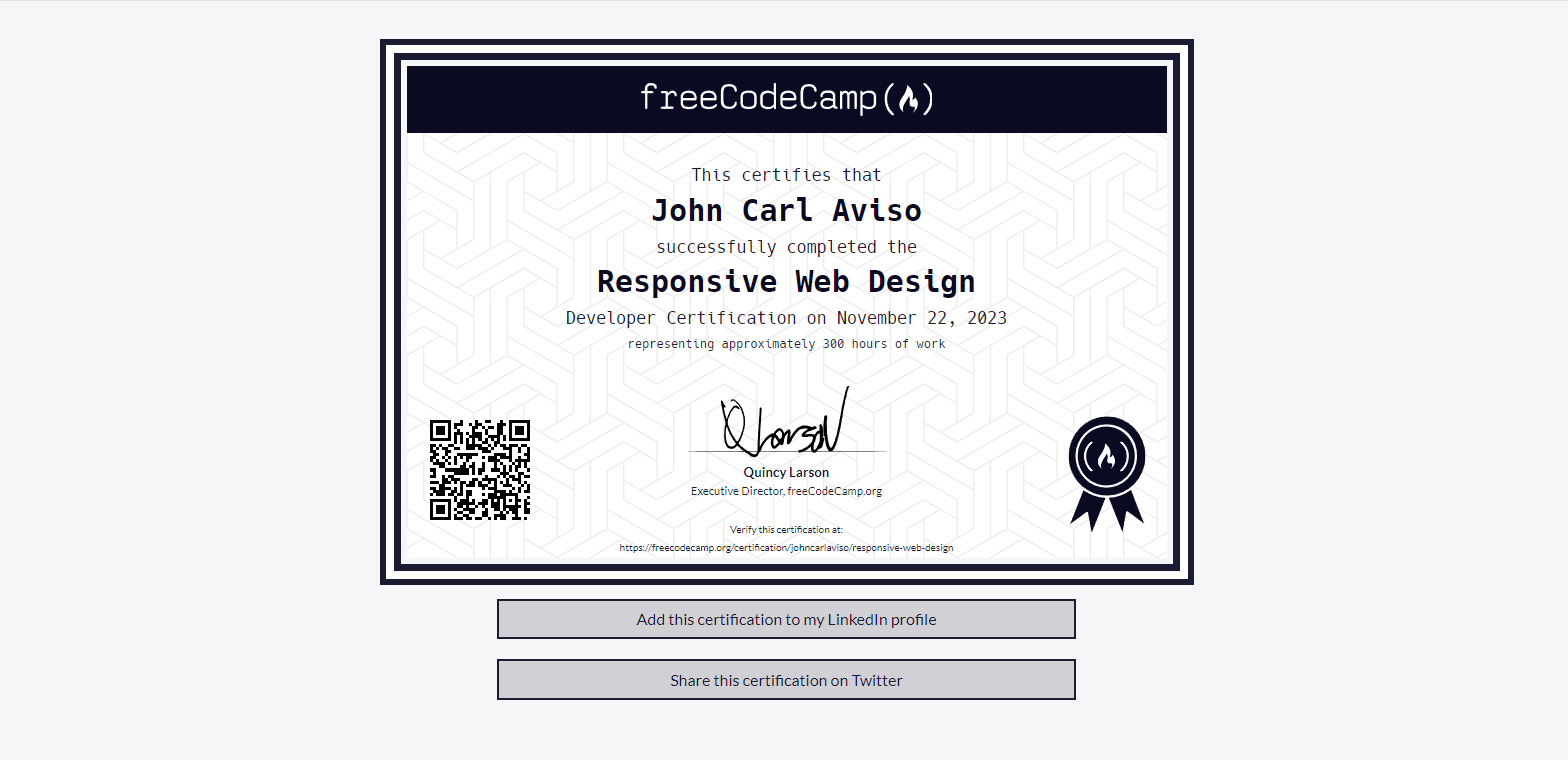 freeCodeCamp
This certifies that
John Carl Aviso
successfully completed the
Responsive Web Design
Developer Certification on November 22, 2023
representing approximately 300 hours of work
Quincy Larson
Executive Director, freeCodeCamp.org
Verify this certification at:
https://freecodecamp.org/certification/johncarlaviso/responsive-web-design
Add this certification to my LinkedIn profile
Share this certification on Twitter